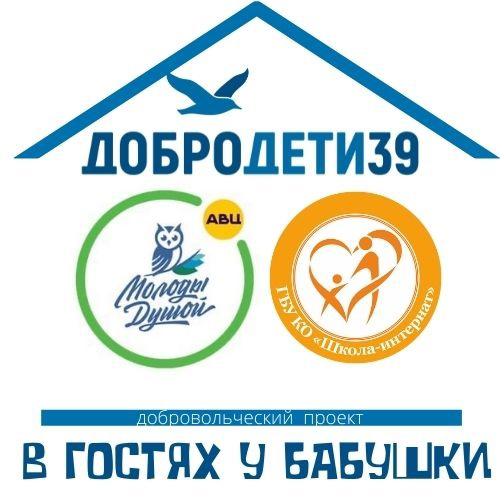 ДОБРОДЕТИ39
АВЦ
Молоды
Душой
ГБУ КО «Школа-интернат»
добровольческий проект
В ГОСТЯХ У БАБУШКИ